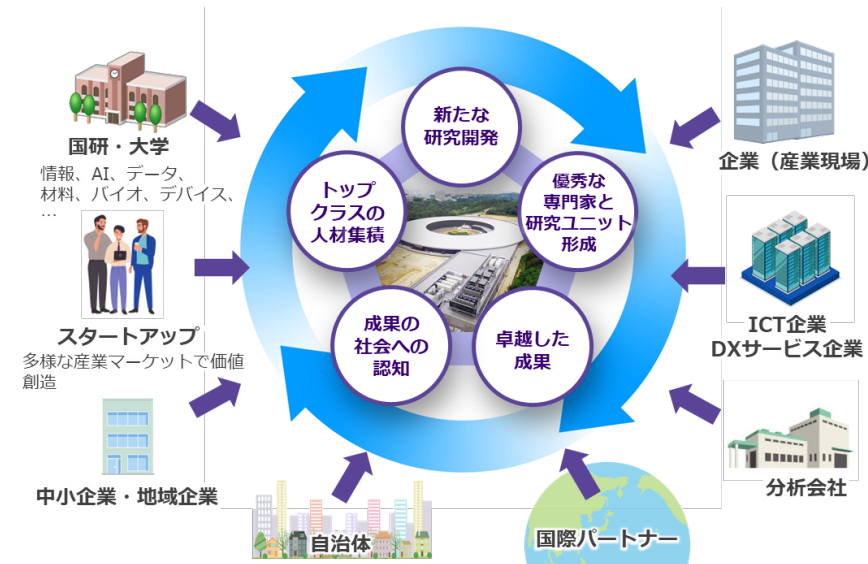 国研・大学
情報、AI、データ、
材料、バイオ、デバイス、
…
スタートアップ
多様な産業マーケットで価値
創造
中小企業・地域企業
新たな
研究開発
優秀な
専門家と
研究ユニット
形成
卓越した
成果
成果の
社会への
認知
トップ
クラスの
人材集積
企業（産業現場）
ICT企業
DXサービス企業
分析会社
自治体
国際パートナー